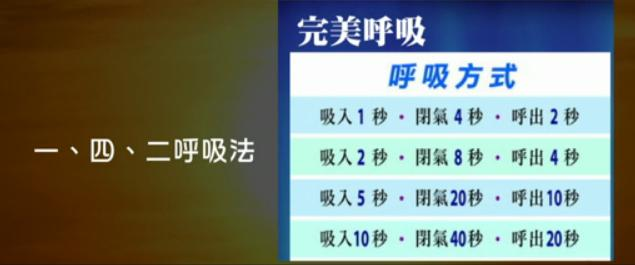 一、四、二呼吸法
完美呼吸
呼吸方式
吸入1秒・閉氣4秒・呼出2秒
吸入2秒・閉氣8秒・呼出4秒
吸入5秒・閉氣20秒・呼出10秒
吸入10秒・閉氣40秒・呼出20秒